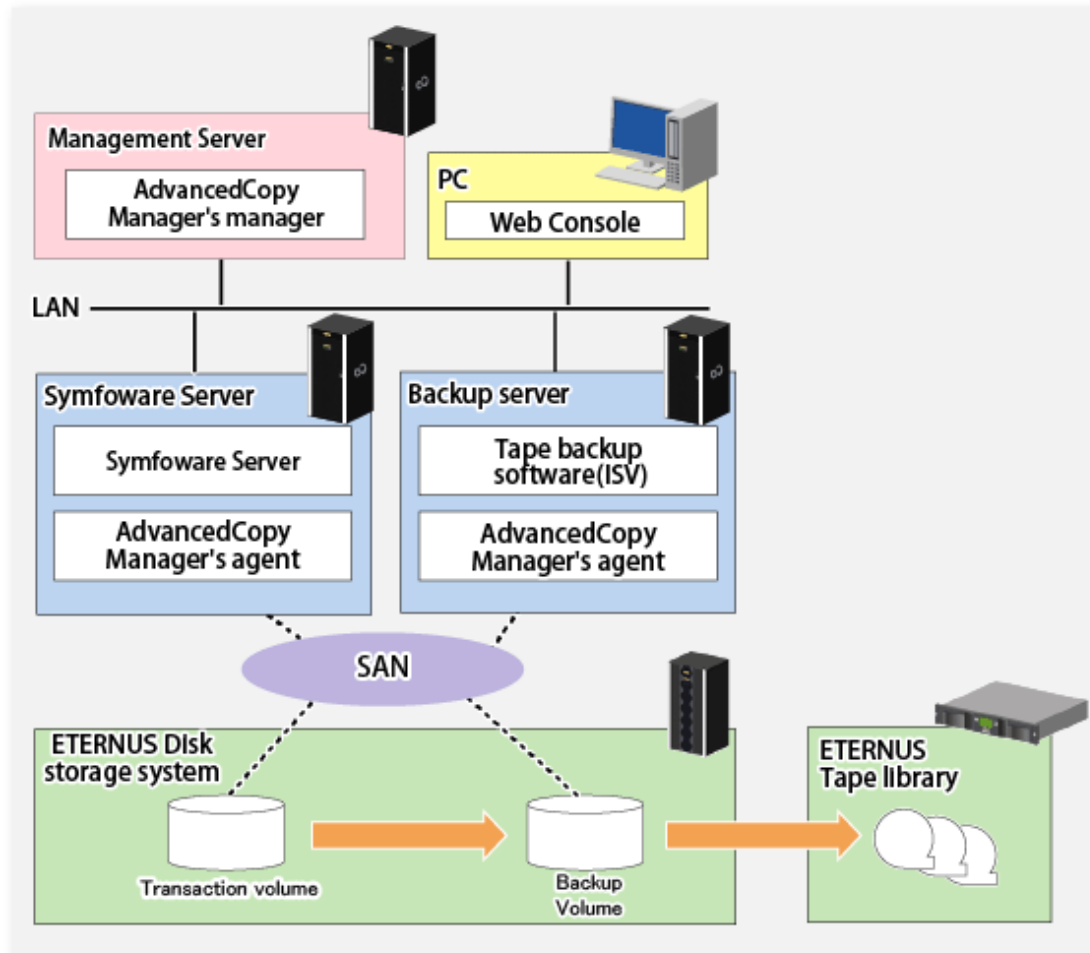 Management Server
AdvancedCopy
Manager's manager
PC
Web Console
LAN
Symfoware Server
Symfoware Server
AdvancedCopy
Manager's agent
Backup server
Tape backup
software(ISV)
AdvancedCopy
Manager's agent
SAN
ETERNUS Disk
storage system
Transaction volume
Backup
Volume
ETERNUS
Tape library